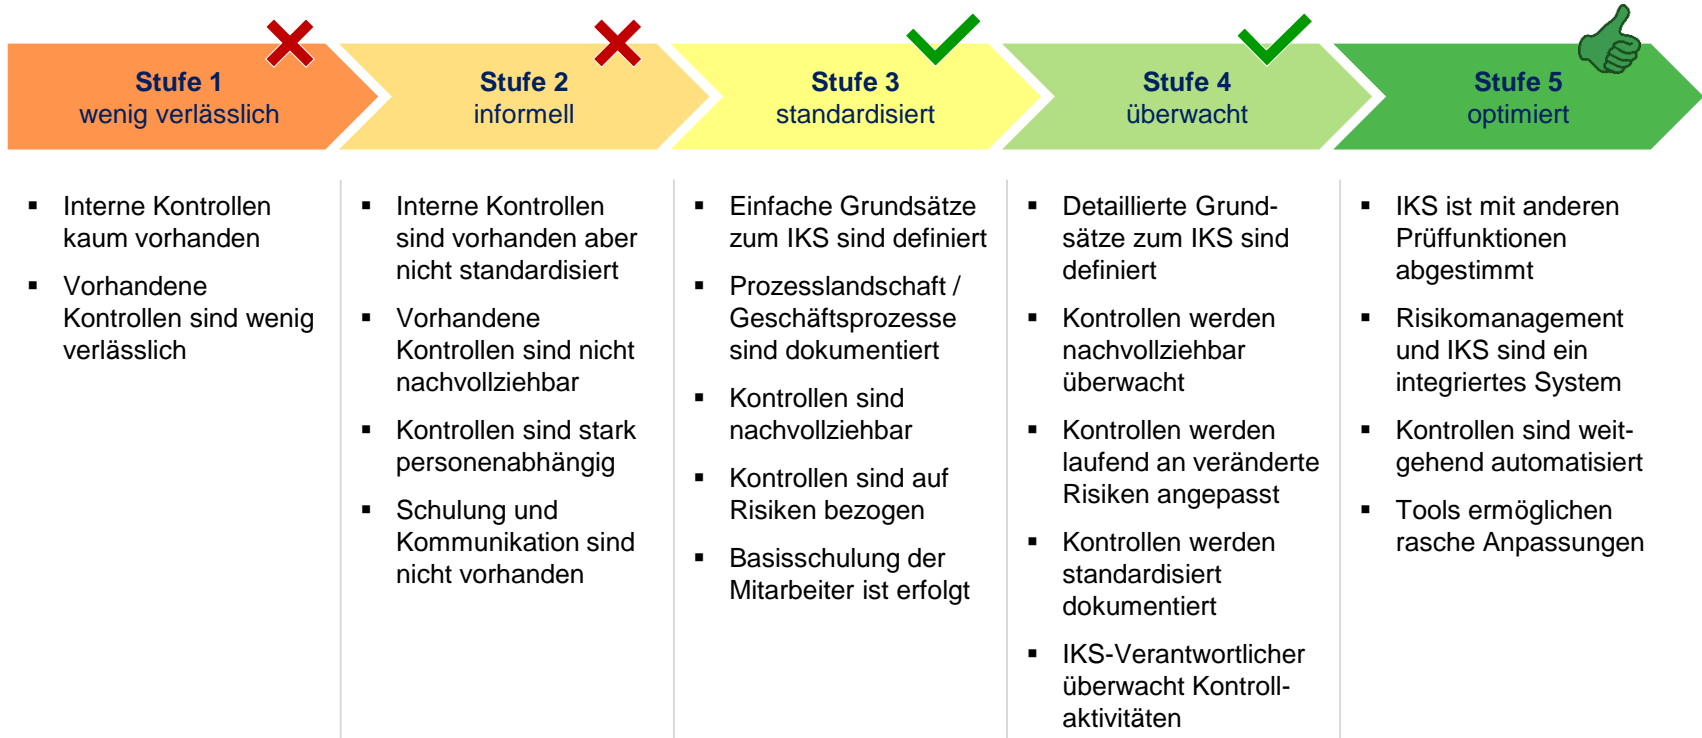 Stufe 1
wenig verlässlich
Stufe 2
informell
Stufe 3
standardisiert
Stufe 4
überwacht
Stufe 5
optimiert
▪ Interne Kontrollen
kaum vorhanden
▪ Vorhandene
Kontrollen sind wenig
verlässlich
▪ Interne Kontrollen
sind vorhanden aber
nicht standardisiert
▪ Vorhandene
Kontrollen sind nicht
nachvollziehbar
▪ Kontrollen sind stark
personenabhängig
▪ Schulung und
Kommunikation sind
nicht vorhanden
▪ Einfache Grundsätze
zum IKS sind definiert
▪ Prozesslandschaft /
Geschäftsprozesse
sind dokumentiert
▪ Kontrollen sind
nachvollziehbar
▪ Kontrollen sind auf
Risiken bezogen
▪ Basisschulung der
Mitarbeiter ist erfolgt
▪ Detaillierte Grund-
sätze zum IKS sind
definiert
▪ Kontrollen werden
nachvollziehbar
überwacht
▪ Kontrollen werden
laufend an veränderte
Risiken angepasst
▪ Kontrollen werden
standardisiert
dokumentiert
▪ IKS-Verantwortlicher
überwacht Kontroll-
aktivitäten
▪ IKS ist mit anderen
Prüffunktionen
abgestimmt
▪ Risikomanagement
und IKS sind ein
integriertes System
▪ Kontrollen sind weit-
gehend automatisiert
▪ Tools ermöglichen
rasche Anpassungen